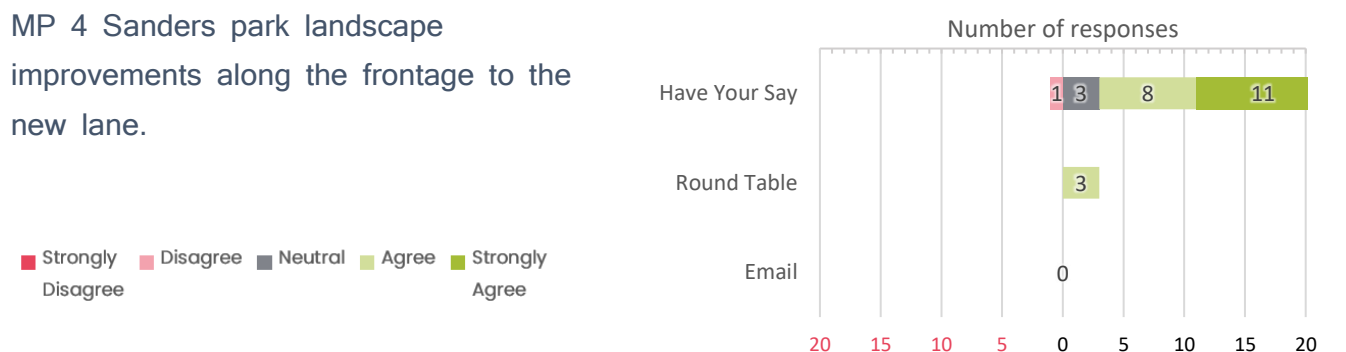 MP 4 Sanders park landscape
improvements along the frontage to the
new lane.
Strongly Disagree
Disagree
Neutral
Agree
Strongly Agree
Number of responses
Have Your Say
1 3 8 11
Round Table
3
Email
0
20 15 10 5 0 5 10 15 20